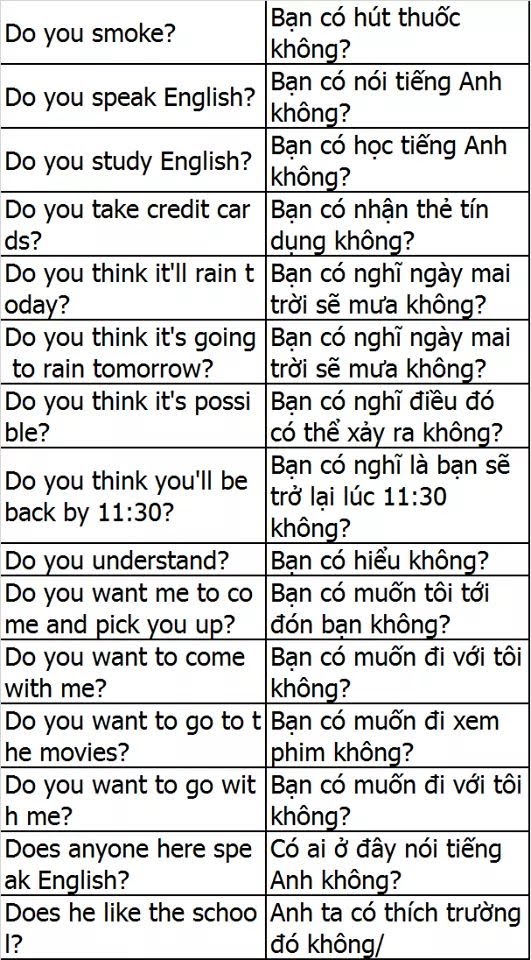 Do you smoke?
Bạn có hút thuốc
không?
Do you speak English?
Bạn có nói tiếng Anh
không?
Do you study English?
Bạn có học tiếng Anh
không?
Do you take credit car
ds?
Bạn có nhận thẻ tín
dụng không?
Do you think it'll rain t
oday?
Bạn có nghĩ ngày mai
trời sẽ mưa không?
Do you think it's going
to rain tomorrow?
Bạn có nghĩ ngày mai
trời sẽ mưa không?
Do you think it's possi
ble?
Bạn có nghĩ điều đó
có thể xảy ra không?
Do you think you'll be
back by 11:30?
Bạn có nghĩ là bạn sẽ
trở lại lúc 11:30
không?
Do you understand?
Bạn có hiểu không?
Do you want me to co
me and pick you up?
Bạn có muốn tôi tới
đón bạn không?
Do you want to come
with me?
Bạn có muốn đi với tôi
không?
Do you want to go to t
he movies?
Bạn có muốn đi xem
phim không?
Do you want to go wit
h me?
Bạn có muốn đi với tôi
không?
Does anyone here spe
ak English?
Có ai ở đây nói tiếng
Anh không?
Does he like the schoo
l?
Anh ta có thích trường
đó không/